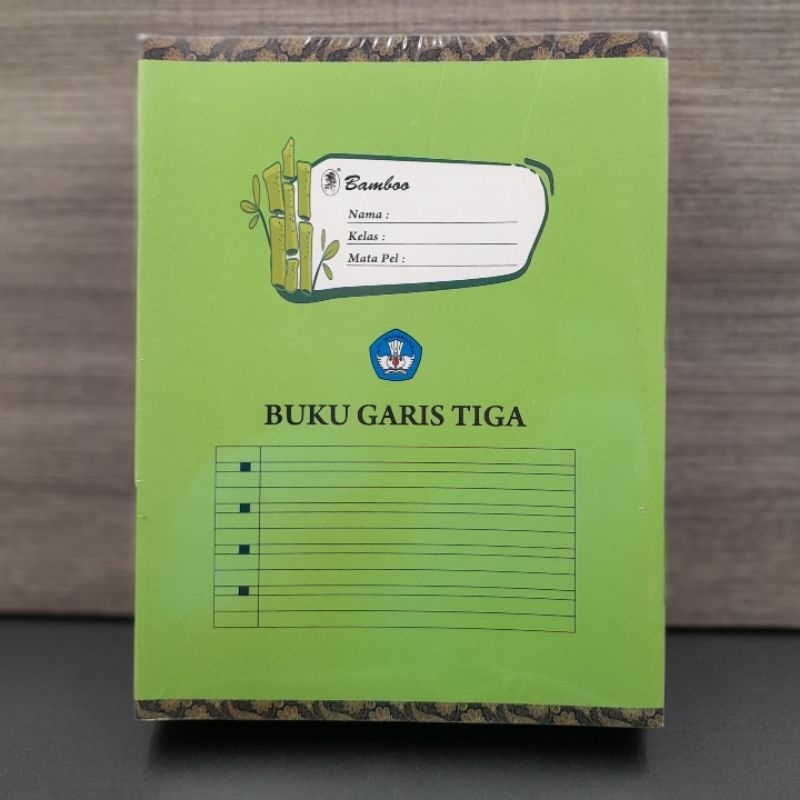 Bamboo
Nama :
Kelas :
Mata Pel :
BUKU GARIS TIGA